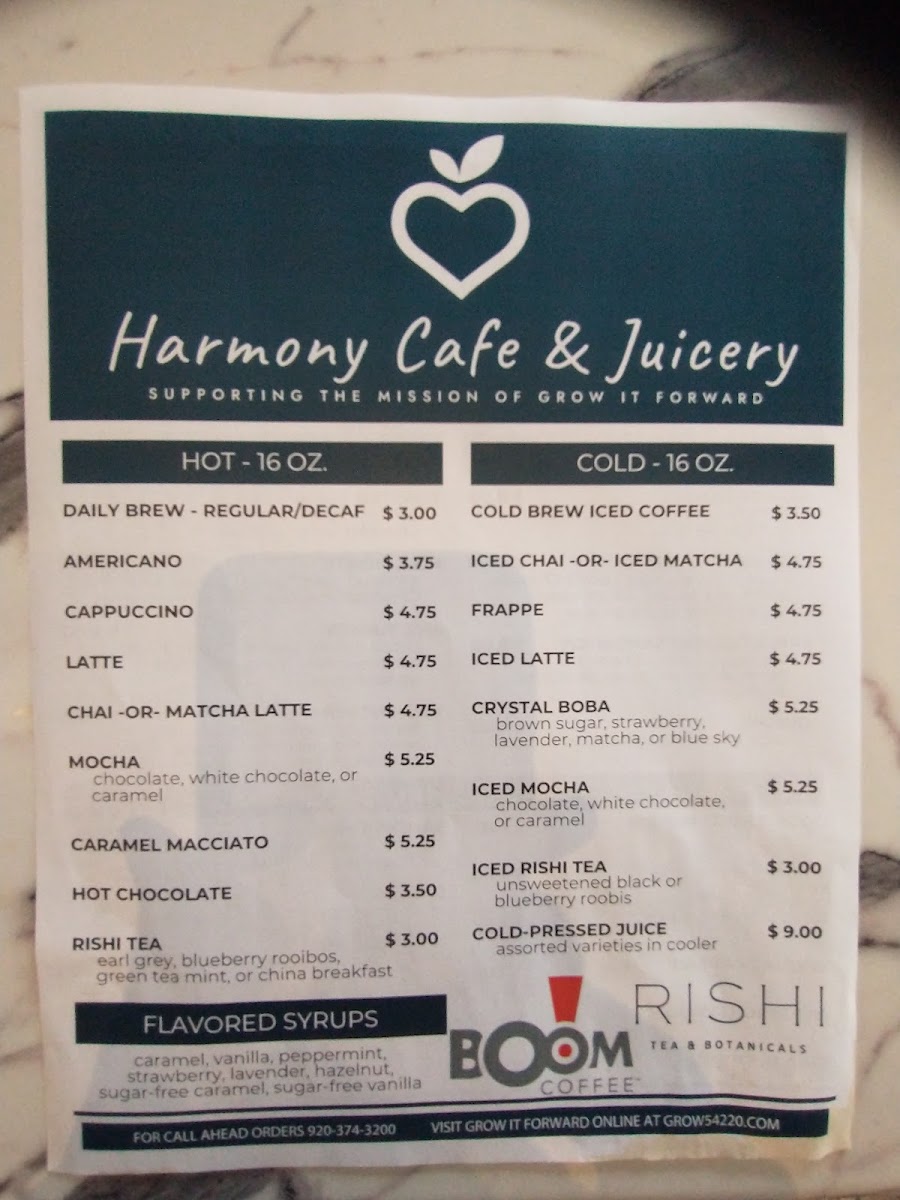 Harmony Cafe & Juicery
SUPPORTING THE MISSION OF GROW IT FORWARD
HOT - 16 OZ.
DAILY BREW - REGULAR/DECAF $ 3.00
AMERICANO $ 3.75
CAPPUCCINO $ 4.75
LATTE $ 4.75
CHAI -OR- MATCHA LATTE $ 4.75
MOCHA $ 5.25
chocolate, white chocolate, or
caramel
CARAMEL MACCIATO $ 5.25
HOT CHOCOLATE $ 3.50
RISHI TEA $ 3.00
earl grey, blueberry rooibos,
green tea mint, or china breakfast
FLAVORED SYRUPS
caramel, vanilla, peppermint,
strawberry, lavender, hazelnut,
sugar-free caramel, sugar-free vanilla
COLD - 16 OZ.
COLD BREW ICED COFFEE $ 3.50
ICED CHAI -OR- ICED MATCHA $ 4.75
FRAPPE $ 4.75
ICED LATTE $ 4.75
CRYSTAL BOBA $ 5.25
brown sugar, strawberry,
lavender, matcha, or blue sky
ICED MOCHA $ 5.25
chocolate, white chocolate,
or caramel
ICED RISHI TEA $ 3.00
unsweetened black or
blueberry roobis
COLD-PRESSED JUICE $ 9.00
assorted varieties in cooler
BOOM
COFFEE™
RISHI
TEA & BOTANICALS
FOR CALL AHEAD ORDERS 920-374-3200 VISIT GROW IT FORWARD ONLINE AT GROW54220.COM